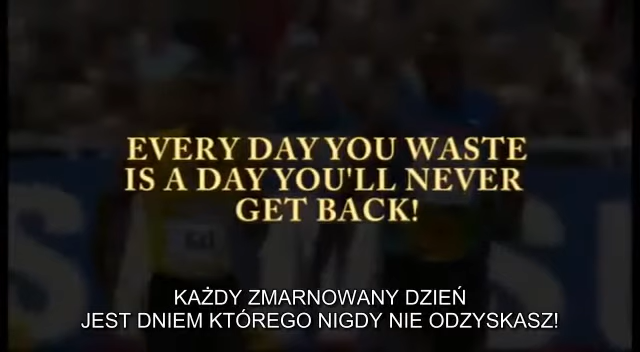 EVERY DAY YOU WASTE
IS A DAY YOU'LL NEVER
GET BACK!
KAŻDY ZMARNOWANY DZIEŃ
JEST DNIEM KTÓREGO NIGDY NIE ODZYSKASZ!